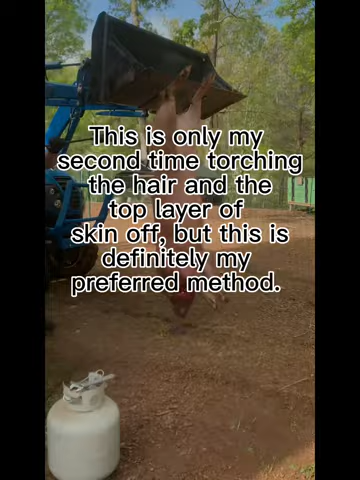 This is only my
second time torching
the hair and the
top layer of
skin off, but this is
definitely my
preferred method.